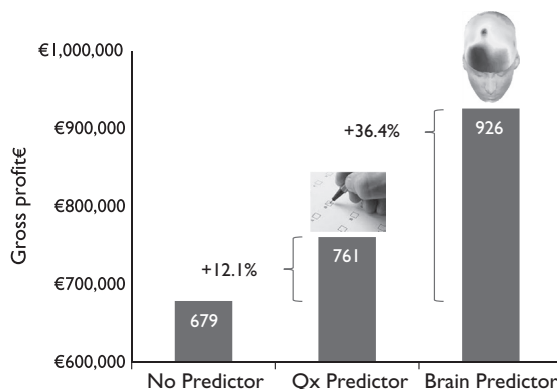 €1,000,000
€900,000
€800,000
€700,000
€600,000
Gross profit€
+12.1%
+36.4%
679
761
926
No Predictor
Qx Predictor
Brain Predictor